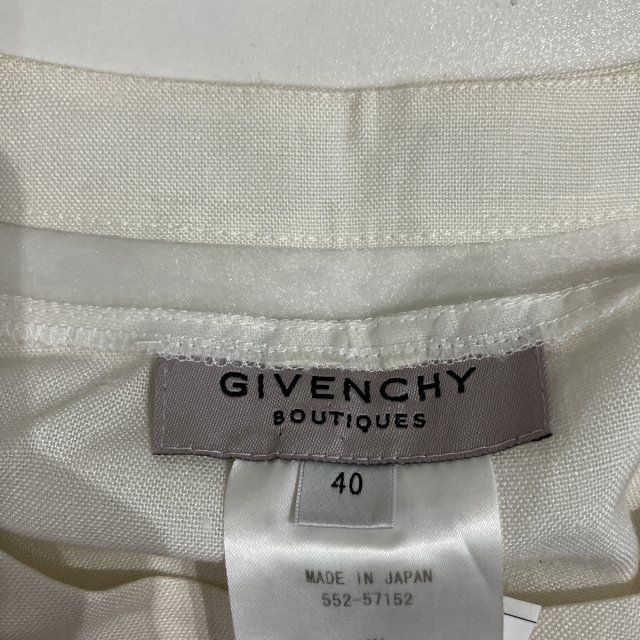 GIVENCHY
BOUTIQUES
40
MADE IN JAPAN
552-57152